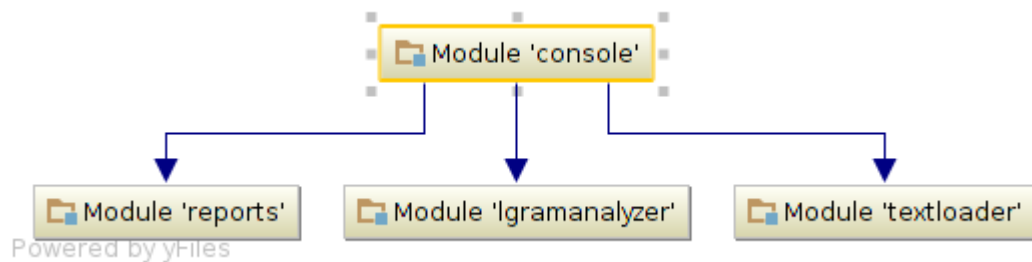 Module 'console'
Module 'reports'
Module 'lgramanalyzer'
Module 'textloader'
Powered by yFiles